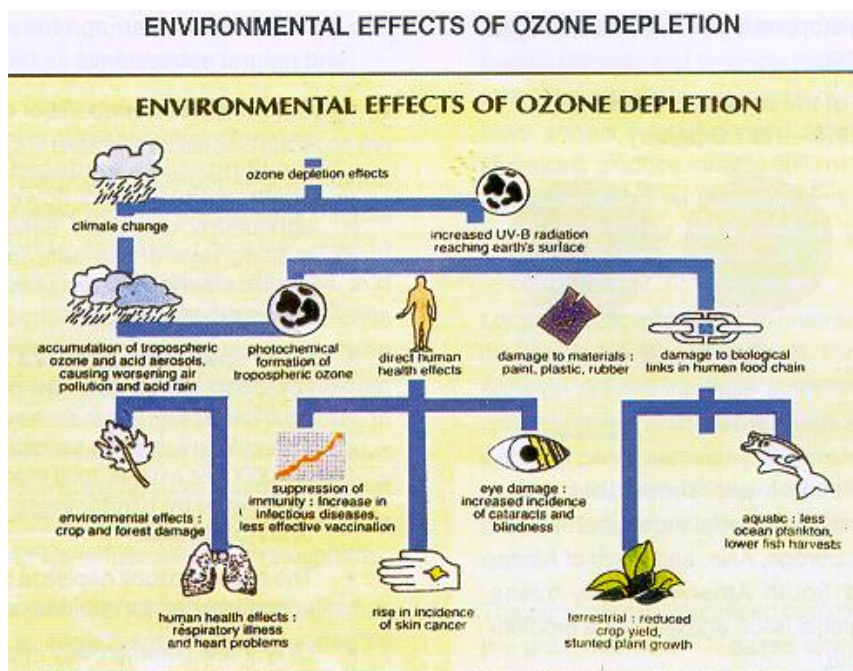 ENVIRONMENTAL EFFECTS OF OZONE DEPLETION
ENVIRONMENTAL EFFECTS OF OZONE DEPLETION
ozone depletion effects
climate change
increased UV-B radiation
reaching earth's surface
accumulation of tropospheric
ozone and acid aerosols,
causing worsening air
pollution and acid rain
photochemical
formation of
tropospheric ozone
direct human
health effects
damage to materials :
paint, plastic, rubber
damage to biological
links in human food chain
environmental effects :
crop and forest damage
suppression of
immunity : Increase in
infectious diseases,
less effective vaccination
eye damage :
increased incidence
of cataracts and
blindness
aquatic : less
ocean plankton,
lower fish harvests
human health effects :
respiratory illness
and heart problems
rise in incidence
of skin cancer
terrestrial : reduced
crop yield,
stunted plant growth